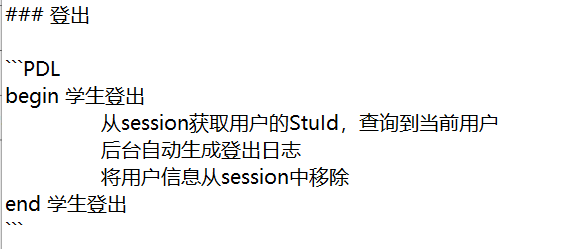 ### 登出
```PDL
begin 学生登出
从session获取用户的StuId，查询到当前用户
后台自动生成登出日志
将用户信息从session中移除
end 学生登出
```